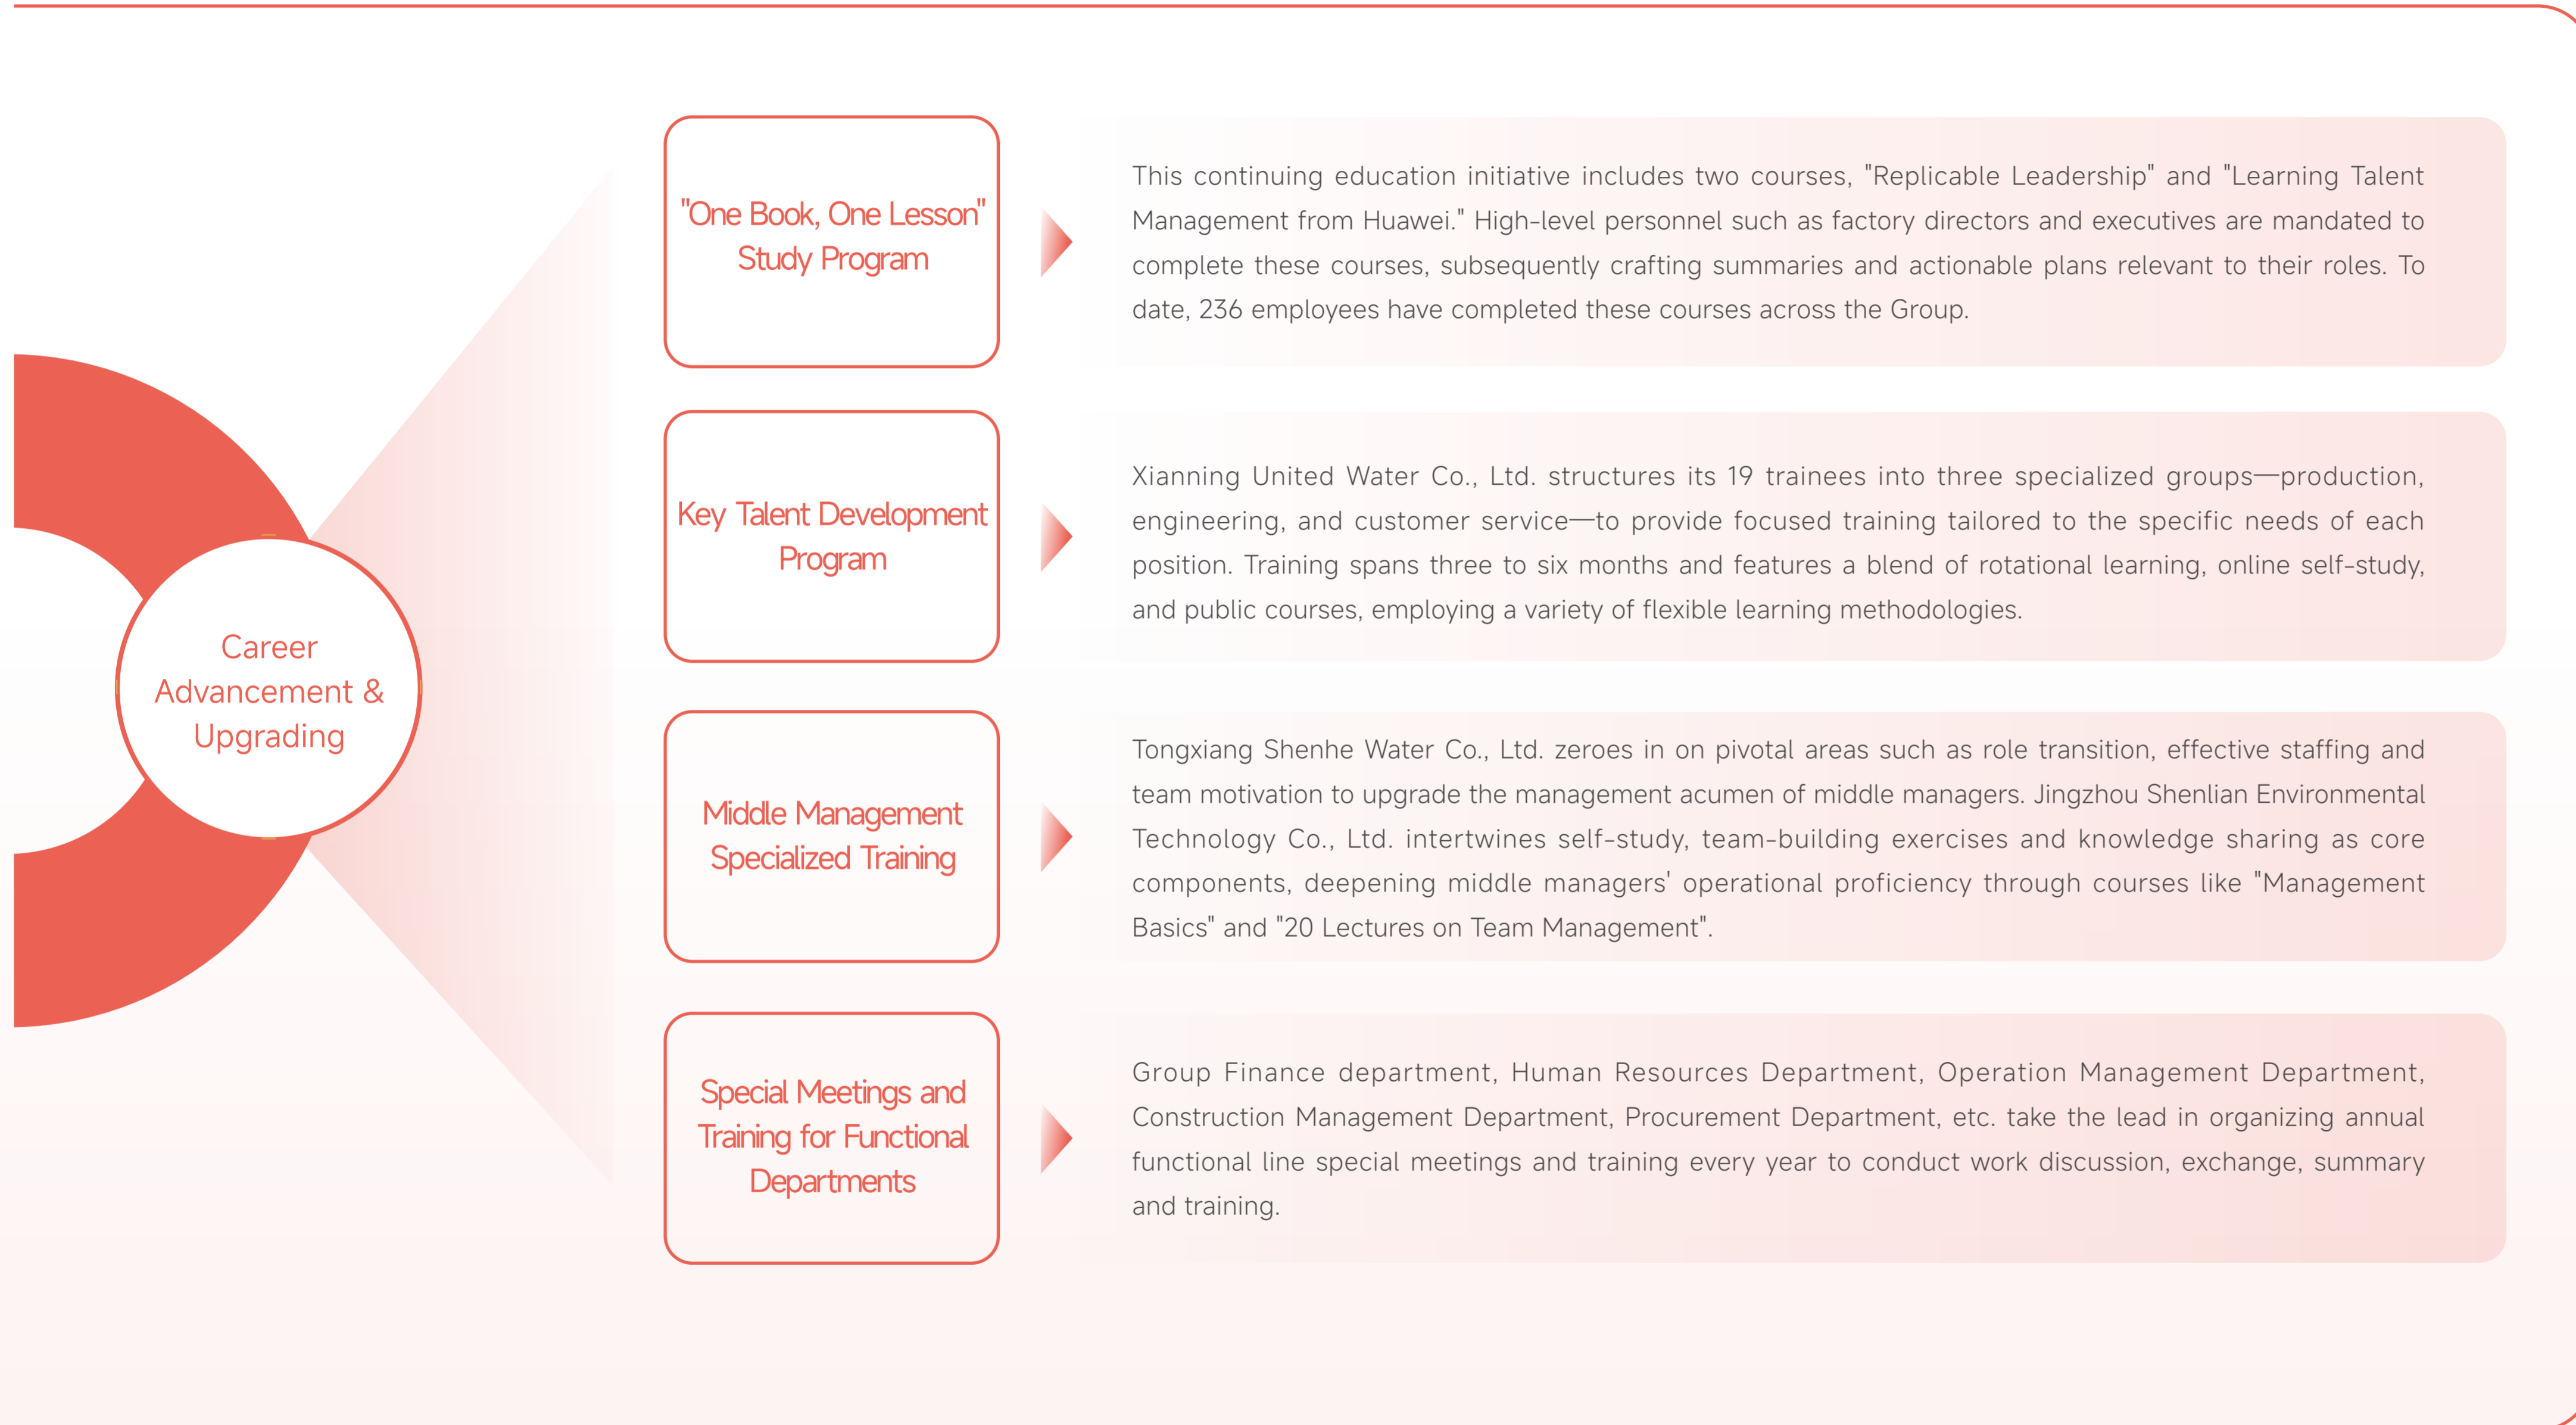 "One Book, One Lesson"
Study Program
This continuing education initiative includes two courses, "Replicable Leadership" and "Learning Talent
Management from Huawei." High-level personnel such as factory directors and executives are mandated to
complete these courses, subsequently crafting summaries and actionable plans relevant to their roles. To
date, 236 employees have completed these courses across the Group.
Key Talent Development
Program
Xianning United Water Co., Ltd. structures its 19 trainees into three specialized groups—production,
engineering, and customer service—to provide focused training tailored to the specific needs of each
position. Training spans three to six months and features a blend of rotational learning, online self-study,
and public courses, employing a variety of flexible learning methodologies.
Career
Advancement &
Upgrading
Middle Management
Specialized Training
Tongxiang Shenhe Water Co., Ltd. zeroes in on pivotal areas such as role transition, effective staffing and
team motivation to upgrade the management acumen of middle managers. Jingzhou Shenlian Environmental
Technology Co., Ltd. intertwines self-study, team-building exercises and knowledge sharing as core
components, deepening middle managers' operational proficiency through courses like "Management
Basics" and "20 Lectures on Team Management".
Special Meetings and
Training for Functional
Departments
Group Finance department, Human Resources Department, Operation Management Department,
Construction Management Department, Procurement Department, etc. take the lead in organizing annual
functional line special meetings and training every year to conduct work discussion, exchange, summary
and training.